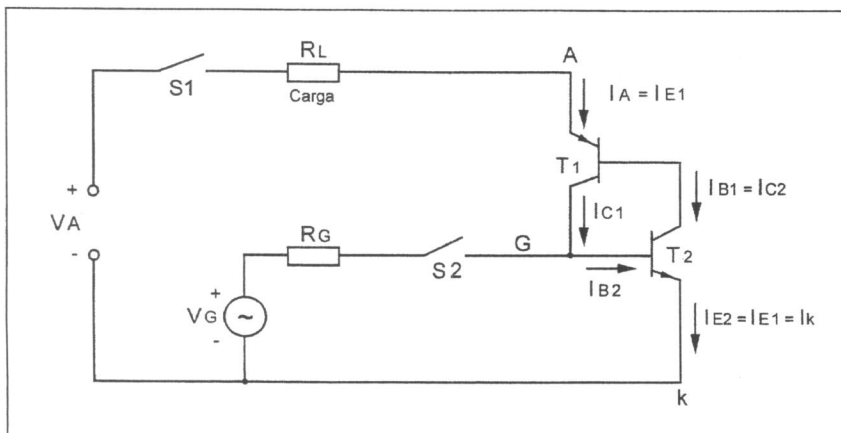 RL
A
S1
Carga
IA = IE1
T1
+
IB1 = IC2
VA
IC1
RG
G
-
S2
T2
IB2
+
VG
~
IE2 = IE1 = Ik
-
k